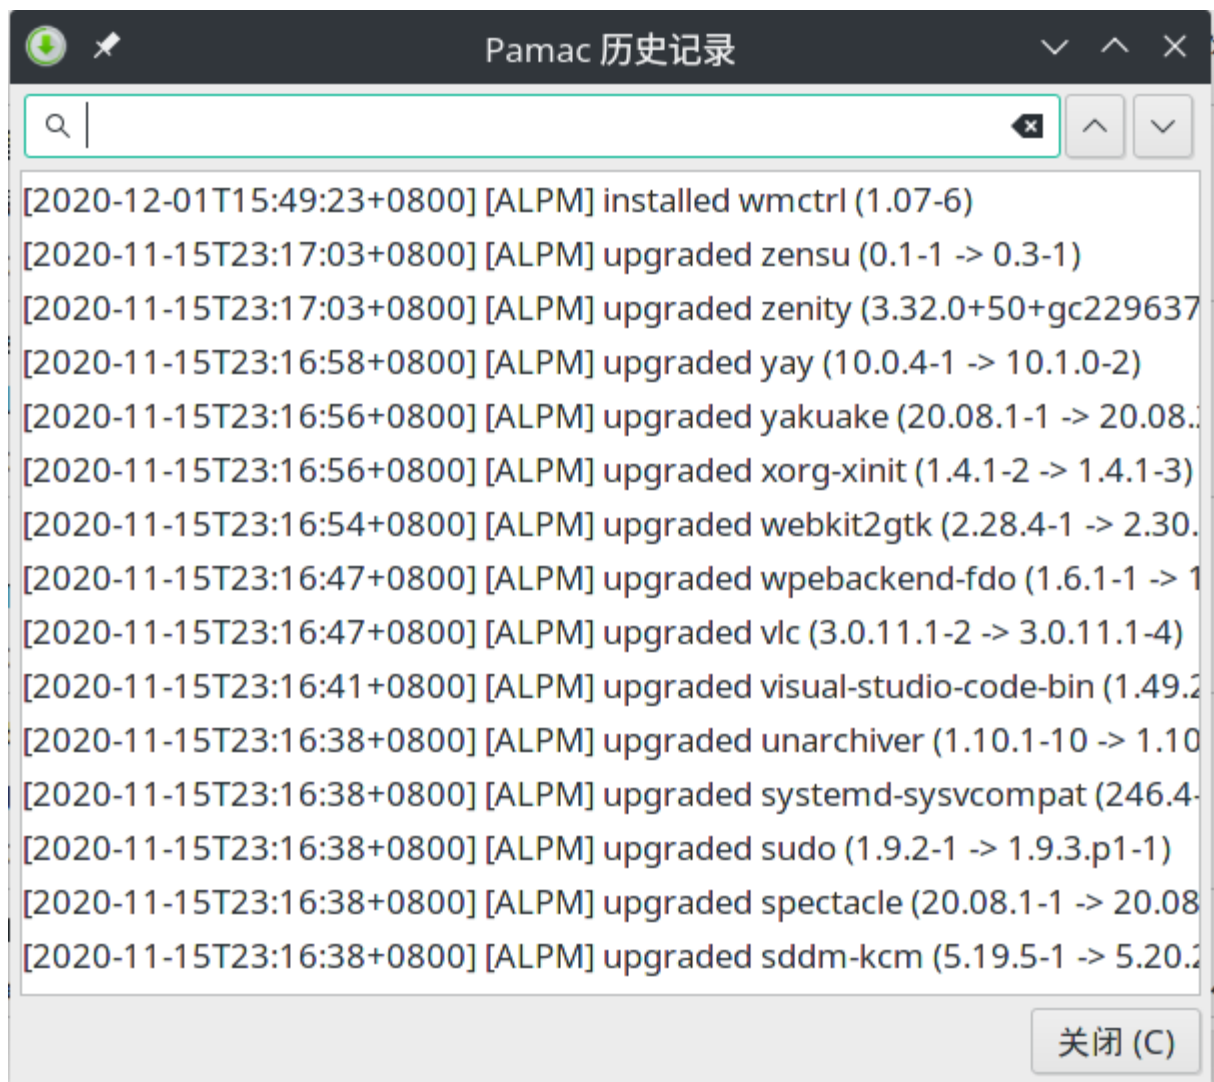 Pamac 历史记录
[2020-12-01T15:49:23+0800] [ALPM] installed wmctrl (1.07-6)
[2020-11-15T23:17:03+0800] [ALPM] upgraded zensu (0.1-1 -> 0.3-1)
[2020-11-15T23:17:03+0800] [ALPM] upgraded zenity (3.32.0+50+gc229637
[2020-11-15T23:16:58+0800] [ALPM] upgraded yay (10.0.4-1 -> 10.1.0-2)
[2020-11-15T23:16:56+0800] [ALPM] upgraded yakuake (20.08.1-1 -> 20.08.
[2020-11-15T23:16:56+0800] [ALPM] upgraded xorg-xinit (1.4.1-2 -> 1.4.1-3)
[2020-11-15T23:16:54+0800] [ALPM] upgraded webkit2gtk (2.28.4-1 -> 2.30.
[2020-11-15T23:16:47+0800] [ALPM] upgraded wpebackend-fdo (1.6.1-1 -> 1
[2020-11-15T23:16:47+0800] [ALPM] upgraded vlc (3.0.11.1-2 -> 3.0.11.1-4)
[2020-11-15T23:16:41+0800] [ALPM] upgraded visual-studio-code-bin (1.49.2
[2020-11-15T23:16:38+0800] [ALPM] upgraded unarchiver (1.10.1-10 -> 1.10
[2020-11-15T23:16:38+0800] [ALPM] upgraded systemd-sysvcompat (246.4-
[2020-11-15T23:16:38+0800] [ALPM] upgraded sudo (1.9.2-1 -> 1.9.3.p1-1)
[2020-11-15T23:16:38+0800] [ALPM] upgraded spectacle (20.08.1-1 -> 20.08
[2020-11-15T23:16:38+0800] [ALPM] upgraded sddm-kcm (5.19.5-1 -> 5.20.2
关闭 (C)